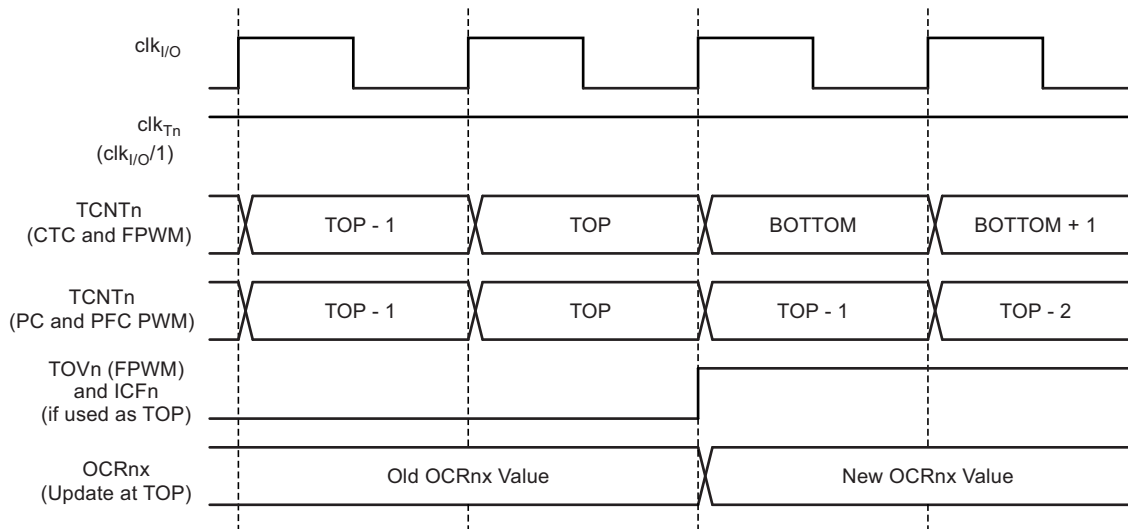 clkI/O
clkTn
(clkI/O/1)
TCNTn
(CTC and FPWM)
TOP - 1
TOP
BOTTOM
BOTTOM + 1
TCNTn
(PC and PFC PWM)
TOP - 1
TOP
TOP - 1
TOP - 2
TOVn (FPWM)
and ICFn
(if used as TOP)
OCRnx
(Update at TOP)
Old OCRnx Value
New OCRnx Value